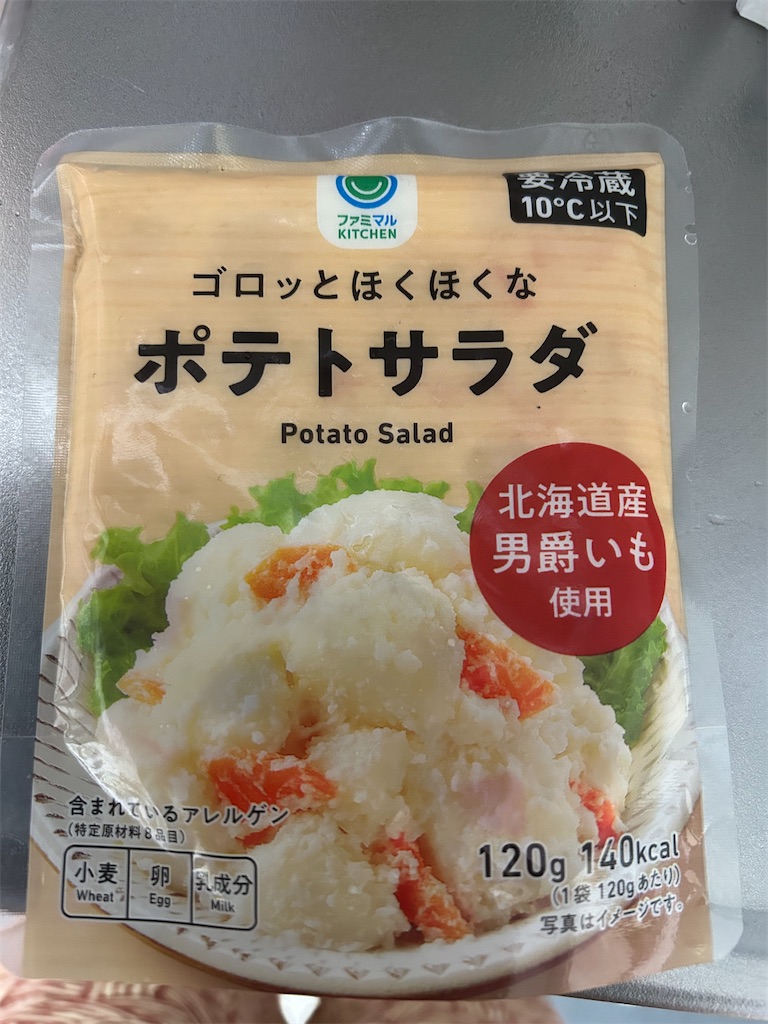 ファミマル
KITCHEN
要冷蔵
10°C以下
ゴロッとほくほくな
ポテトサラダ
Potato Salad
北海道産
男爵いも
使用
含まれているアレルゲン
(特定原材料8品目)
小麦 卵 乳成分
Wheat Egg Milk
120g 140kcal
(1袋 120gあたり)
写真はイメージです。